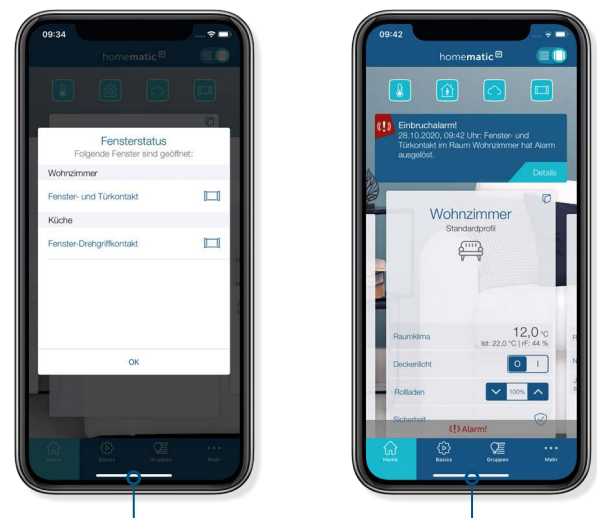 09:34
homematic IP
Fensterstatus
Folgende Fenster sind geöffnet:
Wohnzimmer
Fenster- und Türkontakt
Küche
Fenster-Drehgriffkontakt
OK
Home
Basics
Gruppen
Mehr
09:42
homematic IP
Einbruchalarm!
28.10.2020, 09:42 Uhr: Fenster- und
Türkontakt im Raum Wohnzimmer hat Alarm
ausgelöst.
Details
Wohnzimmer
Standardprofil
Raumklima
12,0 °C
Ist: 22,0 °C | rF: 44 %
Deckenlicht
O I
Rollladen
100%
Sicherheit
Alarm!
Home
Basics
Gruppen
Mehr